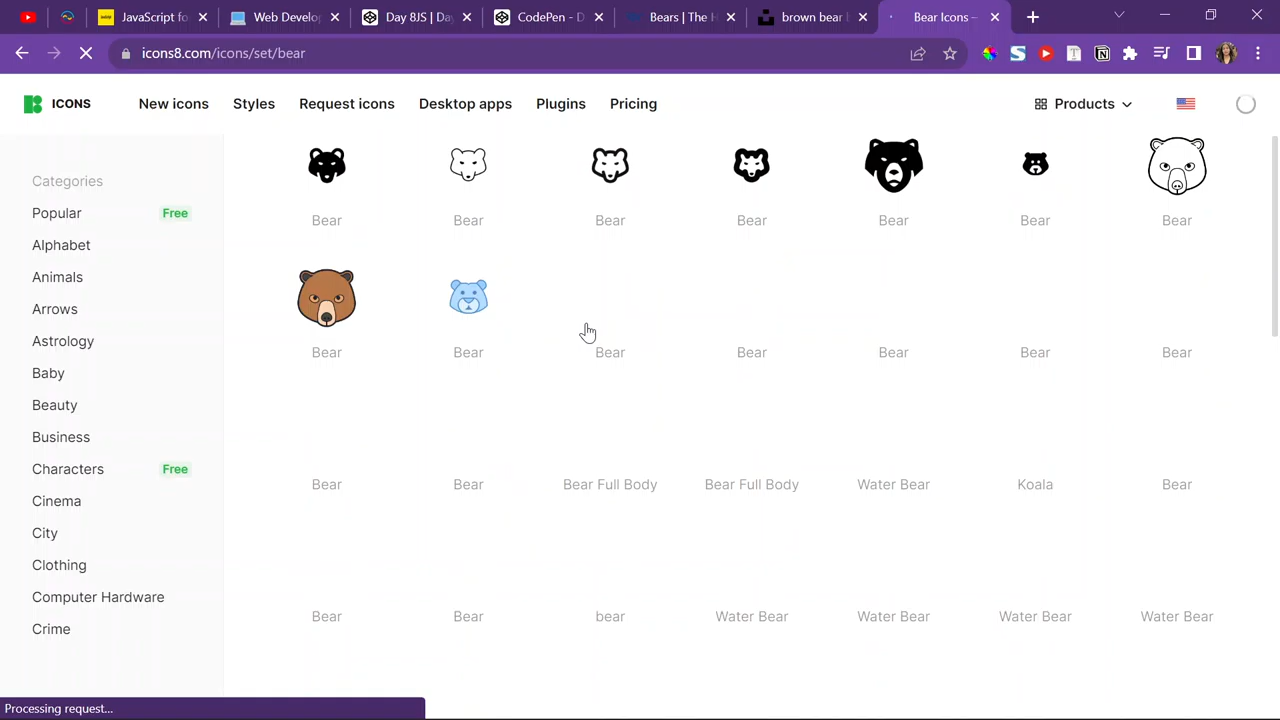 JavaScript fo
Web Develop
Day 8JS | Day
CodePen - D
Bears | The H
brown bear b
Bear Icons –
icons8.com/icons/set/bear
ICONS
New icons
Styles
Request icons
Desktop apps
Plugins
Pricing
Products
Categories
Popular Free
Alphabet
Animals
Arrows
Astrology
Baby
Beauty
Business
Characters Free
Cinema
City
Clothing
Computer Hardware
Crime
Bear Bear Bear Bear Bear Bear Bear
Bear Bear Bear Bear Bear Bear Bear
Bear Bear Bear Full Body Bear Full Body Water Bear Koala Bear
Bear Bear bear Water Bear Water Bear Water Bear Water Bear
Processing request...